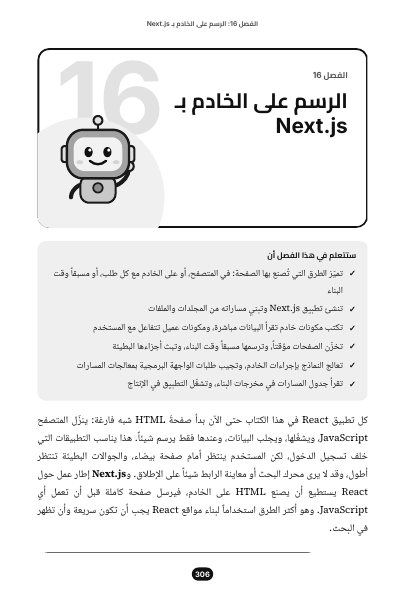 الفصل 16: الرسم على الخادم بـ Next.js
16
الفصل 16
الرسم على الخادم بـ
Next.js
ستتعلم في هذا الفصل أن
✓ تميّز الطرق التي تُصنع بها الصفحة: في المتصفح، أو على الخادم مع كل طلب، أو مسبقاً وقت
البناء
✓ تنشئ تطبيق Next.js وتبني مساراته من المجلدات والملفات
✓ تكتب مكونات خادم تقرأ البيانات مباشرة، ومكونات عميل تتفاعل مع المستخدم
✓ تخزّن الصفحات مؤقتاً، وترسمها مسبقاً وقت البناء، وتبث أجزاءها البطيئة
✓ تعالج النماذج بإجراءات الخادم، وتجيب طلبات الواجهة البرمجية بمعالجات المسارات
✓ تقرأ جدول المسارات في مخرجات البناء، وتشغّل التطبيق في الإنتاج
كل تطبيق React في هذا الكتاب حتى الآن بدأ صفحةً HTML شبه فارغة: ينزّل المتصفح
JavaScript، ويشغّلها، ويجلب البيانات، وعندها فقط يرسم شيئاً. هذا يناسب التطبيقات التي
خلف تسجيل الدخول، لكن المستخدم ينتظر أمام صفحة بيضاء، والجوالات البطيئة تنتظر
أطول، وقد لا يرى محرك البحث أو معاينة الرابط شيئاً على الإطلاق. وNext.js إطار عمل حول
React يستطيع أن يصنع HTML على الخادم، فيرسل صفحة كاملة قبل أن تعمل أي
JavaScript. وهو أكثر الطرق استخداماً لبناء مواقع React يجب أن تكون سريعة وأن تظهر
في البحث.
306